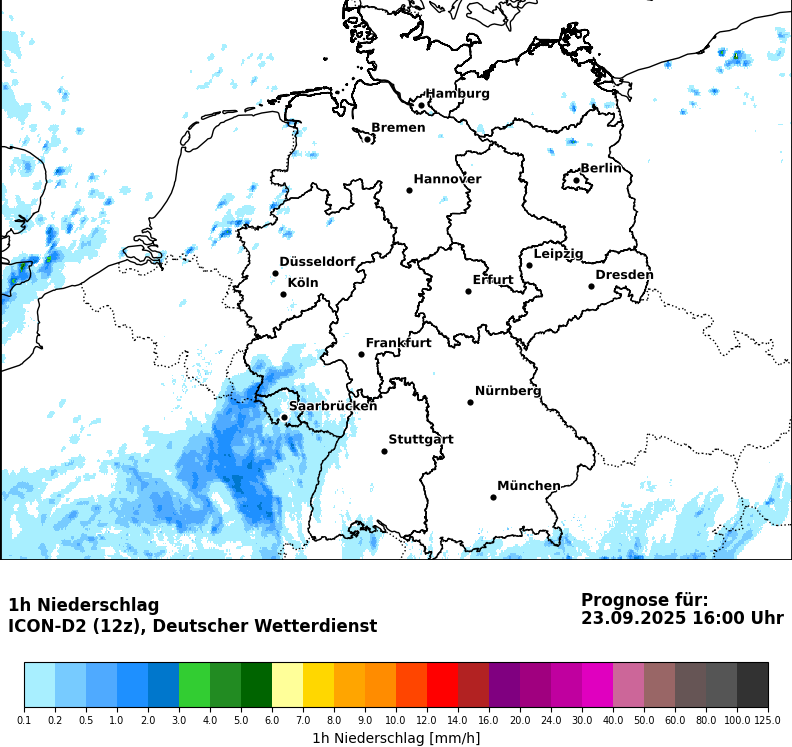 Hamburg
Bremen
Berlin
Hannover
Leipzig
Düsseldorf
Dresden
Erfurt
Köln
Frankfurt
Nürnberg
Saarbrücken
Stuttgart
München
1h Niederschlag
ICON-D2 (12z), Deutscher Wetterdienst
Prognose für:
23.09.2025 16:00 Uhr
0.1 0.2 0.5 1.0 2.0 3.0 4.0 5.0 6.0 7.0 9.0 10.0 12.0 14.0 16.0 20.0 24.0 30.0 40.0 50.0 60.0 80.0 100.0 125.0
1h Niederschlag [mm/h]